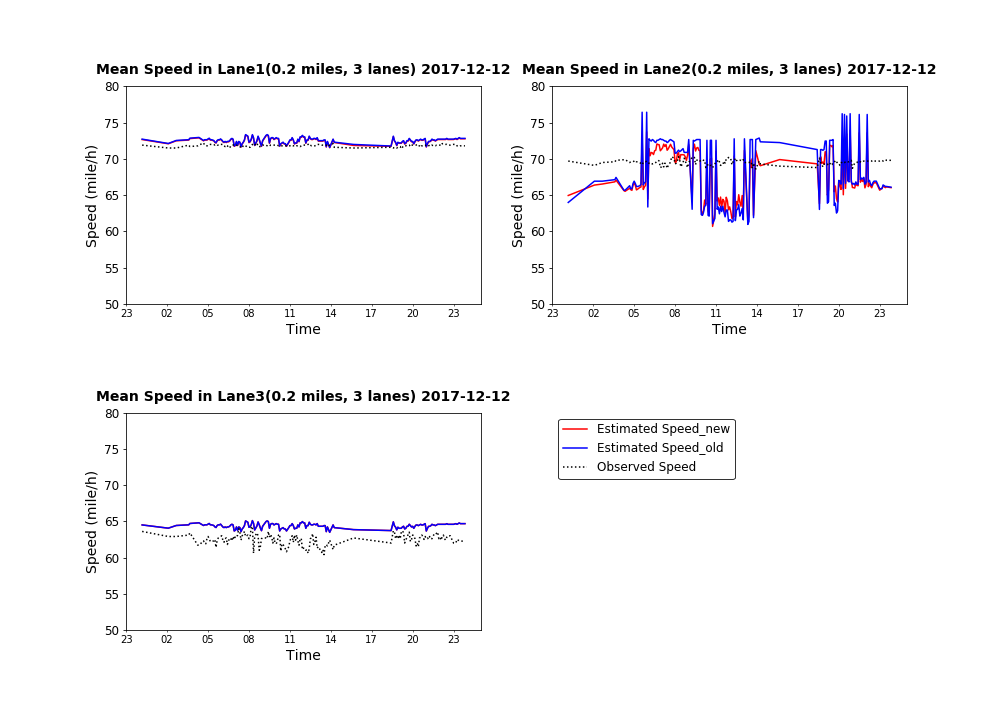 Mean Speed in Lane1(0.2 miles, 3 lanes) 2017-12-12
80
75
70
65
60
55
50
Speed (mile/h)
23 02 05 08 11 14 17 20 23
Time
Mean Speed in Lane2(0.2 miles, 3 lanes) 2017-12-12
80
75
70
65
60
55
50
Speed (mile/h)
23 02 05 08 11 14 17 20 23
Time
Mean Speed in Lane3(0.2 miles, 3 lanes) 2017-12-12
80
75
70
65
60
55
50
Speed (mile/h)
23 02 05 08 11 14 17 20 23
Time
Estimated Speed_new
Estimated Speed_old
Observed Speed